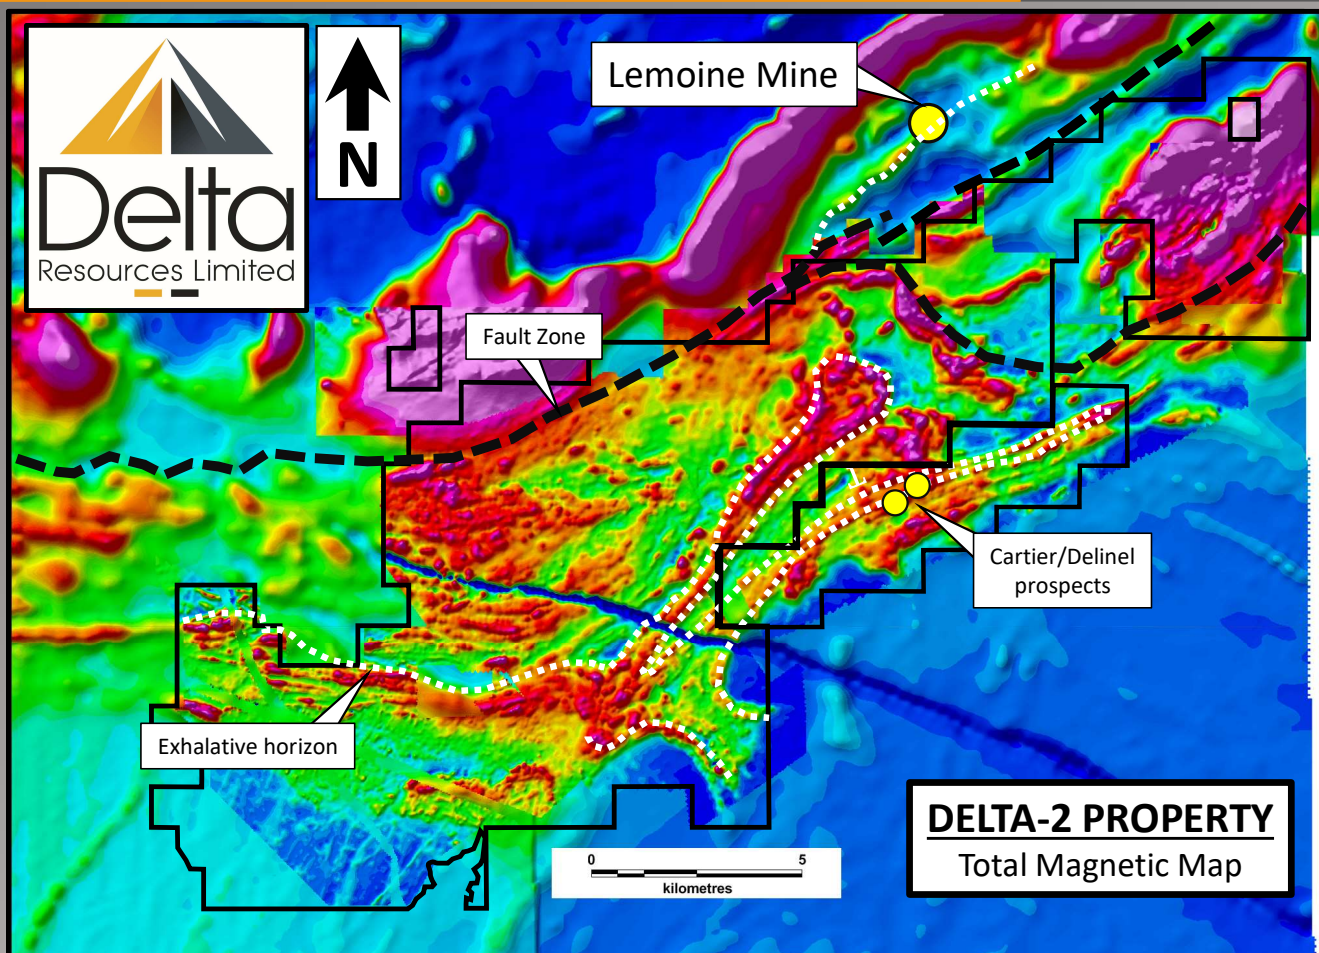 Delta
Resources Limited
N
Lemoine Mine
Fault Zone
Cartier/Delinel
prospects
Exhalative horizon
DELTA-2 PROPERTY
Total Magnetic Map
0 5
kilometres